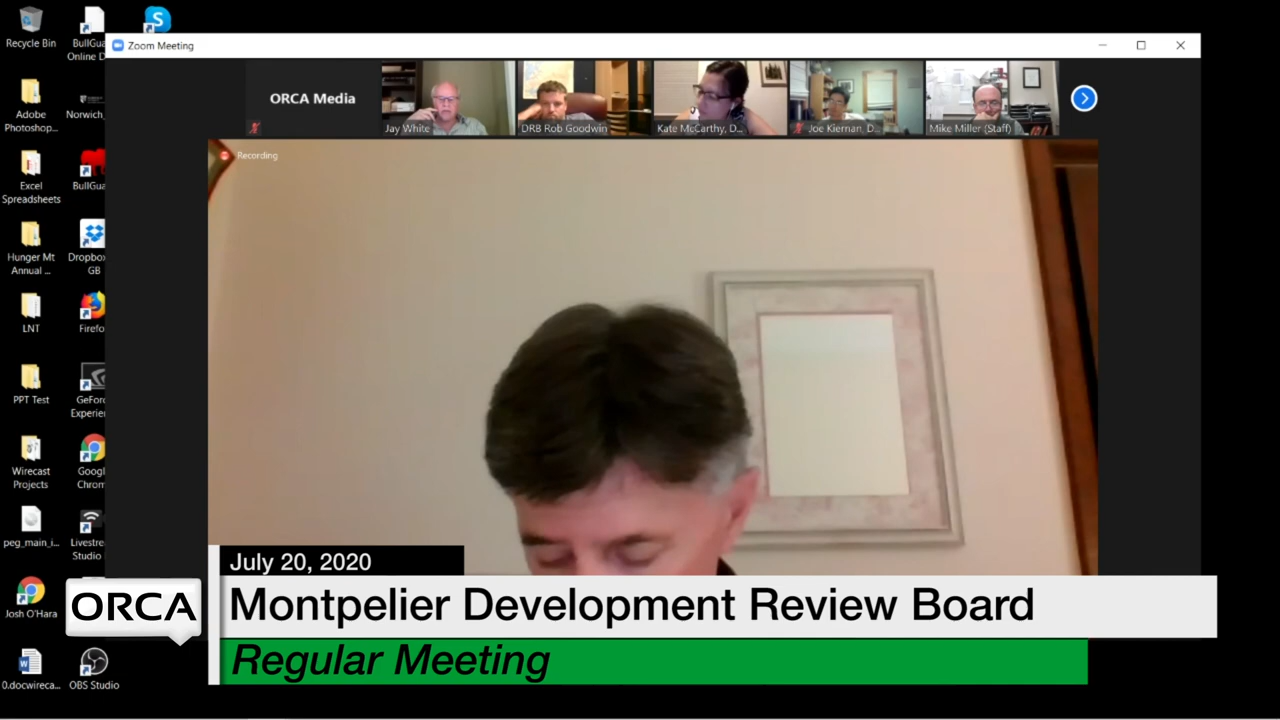 Recycle Bin
BullGua
Online D
Zoom Meeting
ORCA Media
Jay White
DRB Rob Goodwin
Kate McCarthy, D...
Joe Kiernan, D...
Mike Miller (Staff)
Recording
Adobe
Photoshop...
Norwich_
Excel
Spreadsheets
BullGua
Hunger Mt
Annual ...
Dropbox
GB
LNT
Firefo
PPT Test
GeForc
Experie
Wirecast
Projects
Googl
Chrom
peg_main_i...
Livestre
Studio
Josh O'Hara
0.docwireca...
OBS Studio
July 20, 2020
ORCA
Montpelier Development Review Board
Regular Meeting